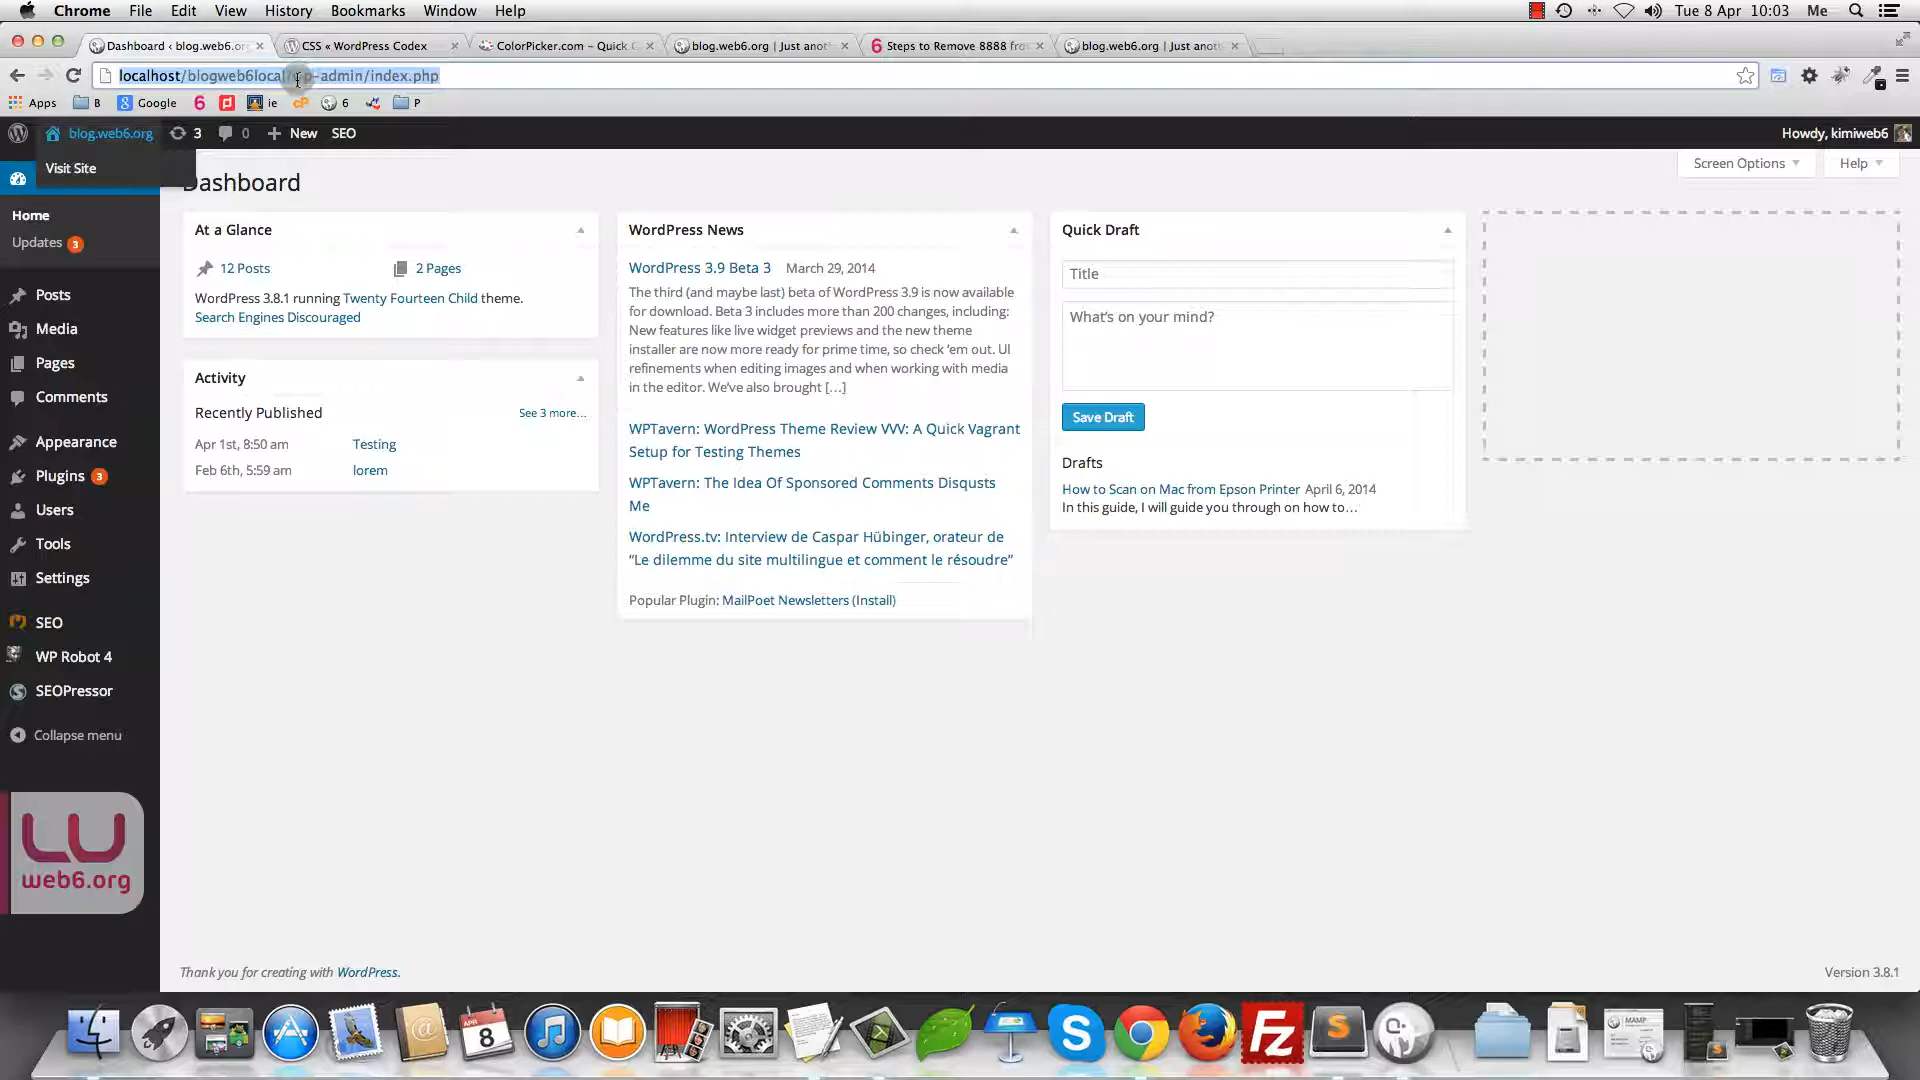 Chrome File Edit View History Bookmarks Window Help Tue 8 Apr 10:03 Me
Dashboard ‹ blog.web6.or CSS « WordPress Codex ColorPicker.com – Quick C blog.web6.org | Just anot Steps to Remove 8888 fro blog.web6.org | Just anot
localhost/blogweb6local/wp-admin/index.php
Apps B Google 6 ie cP 6 P
blog.web6.org 3 0 + New SEO Howdy, kimiweb6
Visit Site
Screen Options Help
Dashboard
Home
Updates 3
Posts
Media
Pages
Comments
Appearance
Plugins 3
Users
Tools
Settings
SEO
WP Robot 4
SEOPressor
Collapse menu
web6.org
At a Glance
12 Posts 2 Pages
WordPress 3.8.1 running Twenty Fourteen Child theme.
Search Engines Discouraged
Activity
Recently Published See 3 more…
Apr 1st, 8:50 am Testing
Feb 6th, 5:59 am lorem
WordPress News
WordPress 3.9 Beta 3 March 29, 2014
The third (and maybe last) beta of WordPress 3.9 is now available
for download. Beta 3 includes more than 200 changes, including:
New features like live widget previews and the new theme
installer are now more ready for prime time, so check ‘em out. UI
refinements when editing images and when working with media
in the editor. We’ve also brought […]
WPTavern: WordPress Theme Review VVV: A Quick Vagrant
Setup for Testing Themes
WPTavern: The Idea Of Sponsored Comments Disqusts
Me
WordPress.tv: Interview de Caspar Hübinger, orateur de
“Le dilemme du site multilingue et comment le résoudre”
Popular Plugin: MailPoet Newsletters (Install)
Quick Draft
Title
What’s on your mind?
Save Draft
Drafts
How to Scan on Mac from Epson Printer April 6, 2014
In this guide, I will guide you through on how to…
Thank you for creating with WordPress. Version 3.8.1
APR
8
Fz
MAMP